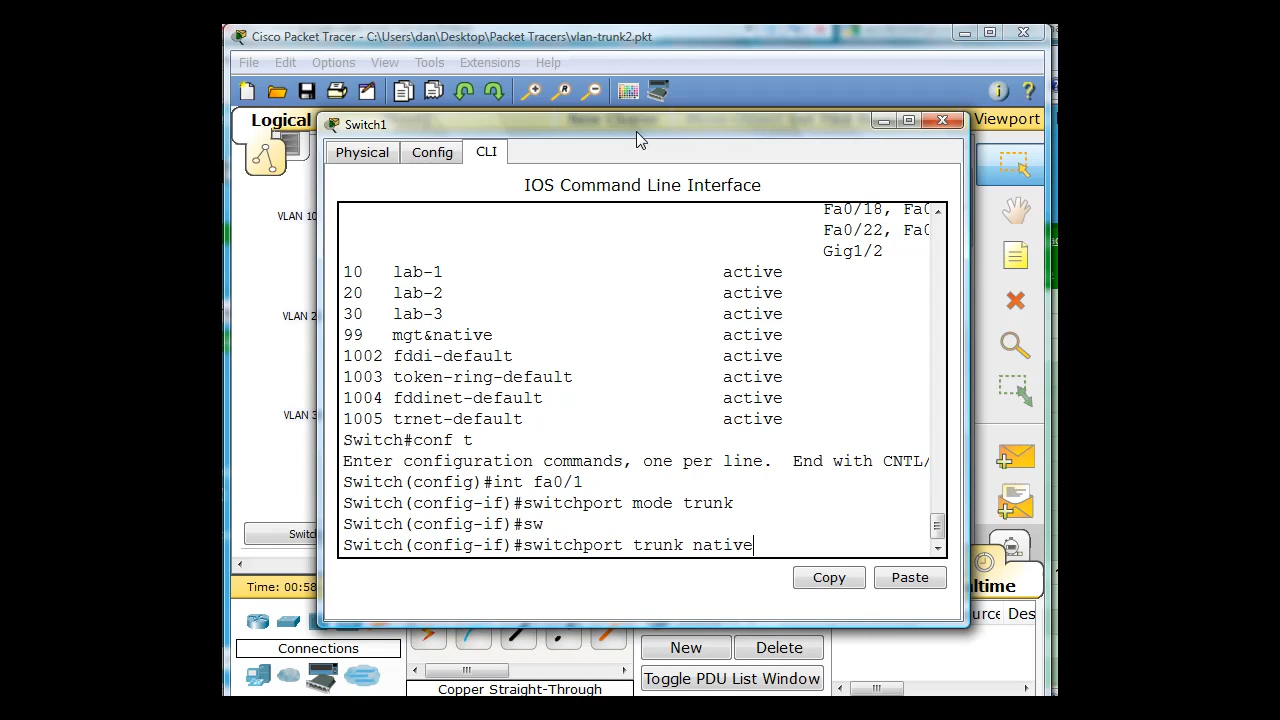 Cisco Packet Tracer - C:\Users\dan\Desktop\Packet Tracers\vlan-trunk2.pkt
File Edit Options View Tools Extensions Help
Logical
Viewport
Switch1
Physical Config CLI
IOS Command Line Interface
Fa0/18, Fa0
Fa0/22, Fa0
Gig1/2
10 lab-1 active
20 lab-2 active
30 lab-3 active
99 mgt&native active
1002 fddi-default active
1003 token-ring-default active
1004 fddinet-default active
1005 trnet-default active
Switch#conf t
Enter configuration commands, one per line. End with CNTL/
Switch(config)#int fa0/1
Switch(config-if)#switchport mode trunk
Switch(config-if)#sw
Switch(config-if)#switchport trunk native
Copy Paste
VLAN 10
VLAN 2
VLAN 3
Switc
Time: 00:58
ltime
Connections
Copper Straight-Through
New Delete
Toggle PDU List Window
urce Des